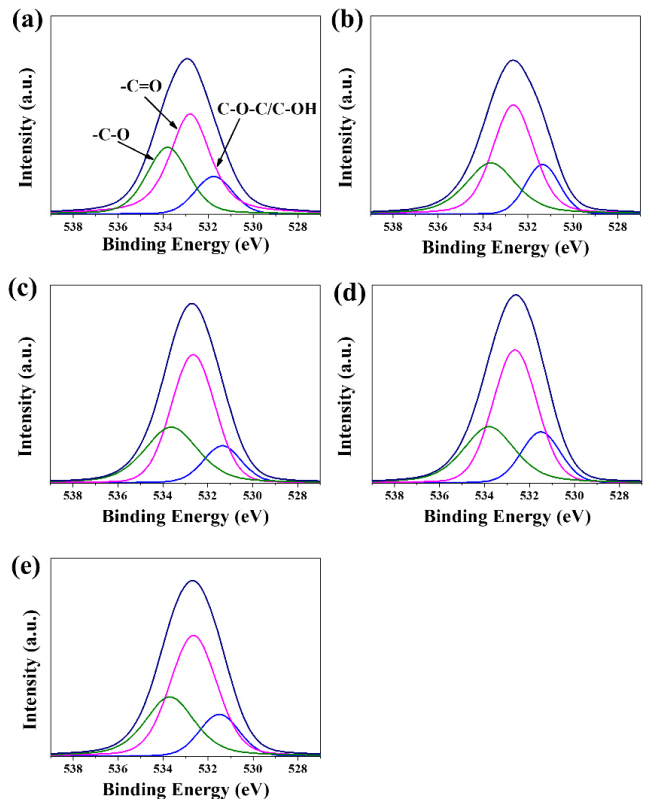 (a)
-C=O
C-O-C/C-OH
-C-O
Intensity (a.u.)
538 536 534 532 530 528
Binding Energy (eV)
(b)
Intensity (a.u.)
538 536 534 532 530 528
Binding Energy (eV)
(c)
Intensity (a.u.)
538 536 534 532 530 528
Binding Energy (eV)
(d)
Intensity (a.u.)
538 536 534 532 530 528
Binding Energy (eV)
(e)
Intensity (a.u.)
538 536 534 532 530 528
Binding Energy (eV)